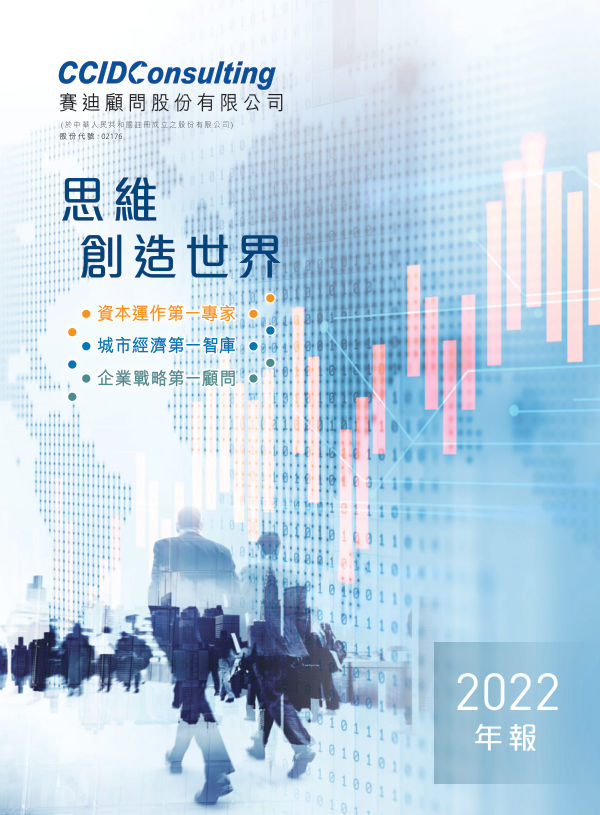 CCIDConsulting
賽迪顧問股份有限公司
(於中華人民共和國註冊成立之股份有限公司)
股份代號：02176
思維
創造世界
資本運作第一專家
城市經濟第一智庫
企業戰略第一顧問
2022
年報